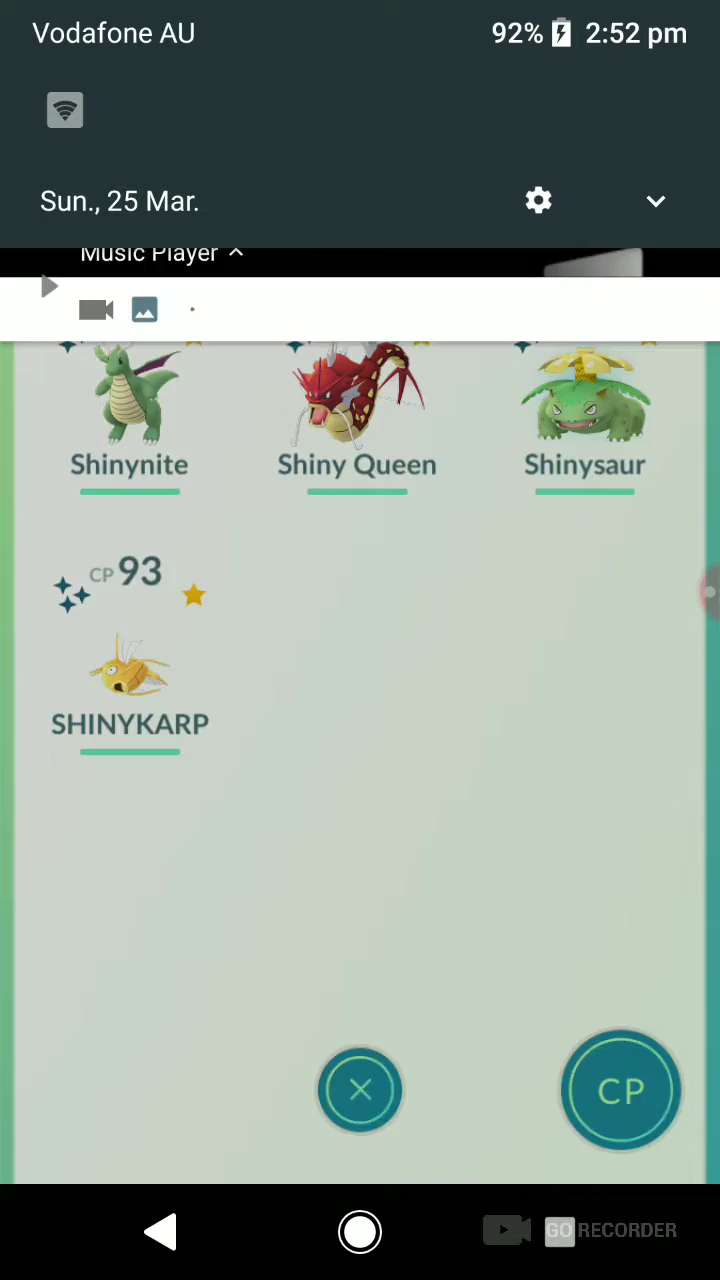 Vodafone AU
92% 2:52 pm
Sun., 25 Mar.
Music Player
Shinynite
Shiny Queen
Shinysaur
CP 93
SHINYKARP
CP
GO RECORDER